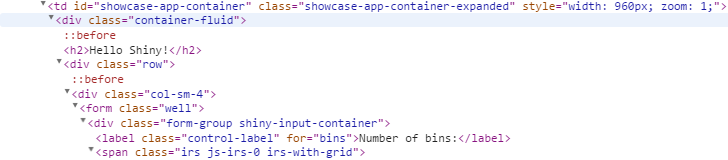 <td id="showcase-app-container" class="showcase-app-container-expanded" style="width: 960px; zoom: 1;">
<div class="container-fluid">
::before
<h2>Hello Shiny!</h2>
<div class="row">
::before
<div class="col-sm-4">
<form class="well">
<div class="form-group shiny-input-container">
<label class="control-label" for="bins">Number of bins:</label>
<span class="irs js-irs-0 irs-with-grid">